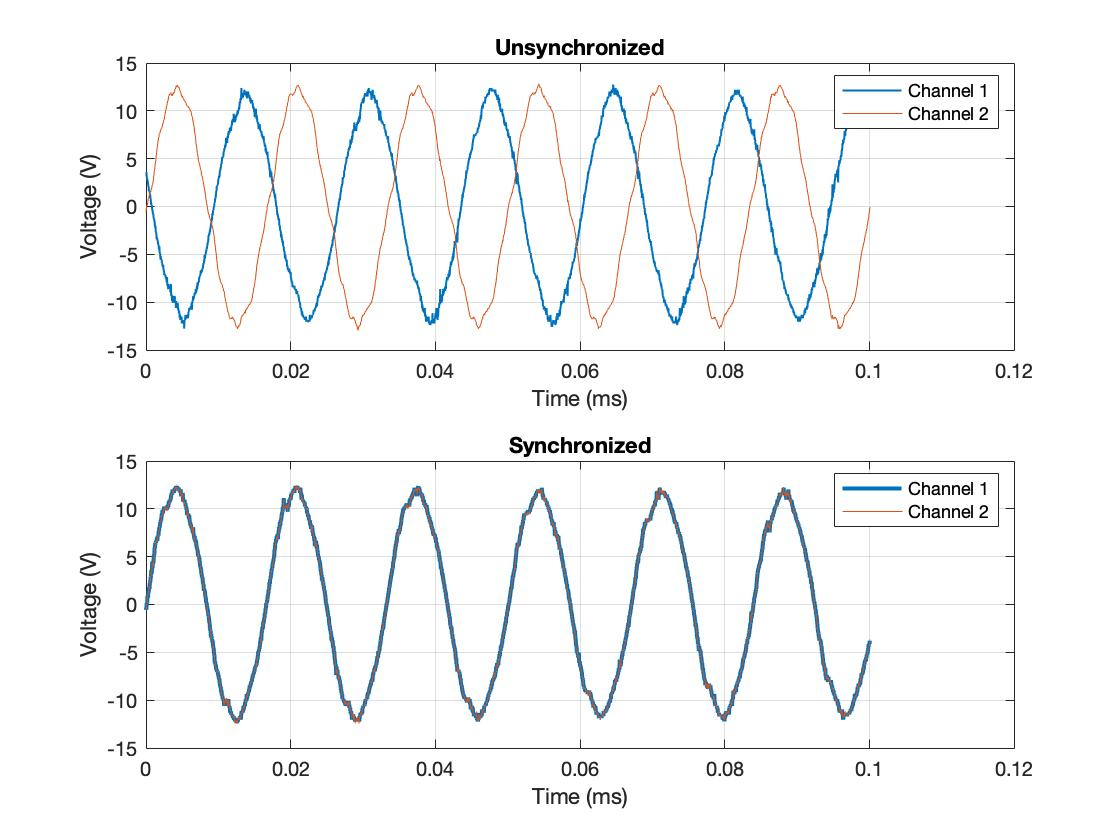 Unsynchronized
15
10
5
0
-5
-10
-15
Voltage (V)
Channel 1
Channel 2
0 0.02 0.04 0.06 0.08 0.1 0.12
Time (ms)
Synchronized
15
10
5
0
-5
-10
-15
Voltage (V)
Channel 1
Channel 2
0 0.02 0.04 0.06 0.08 0.1 0.12
Time (ms)